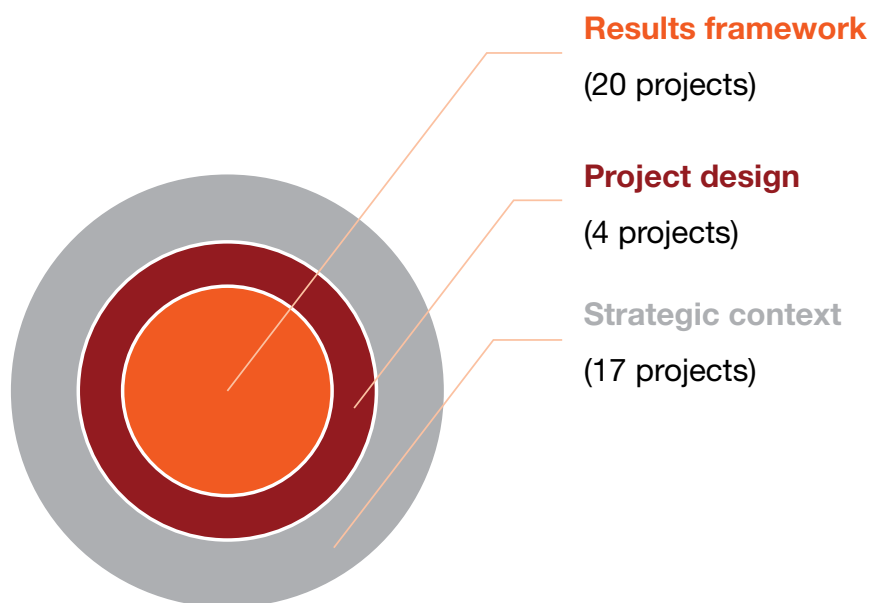 Results framework
(20 projects)
Project design
(4 projects)
Strategic context
(17 projects)